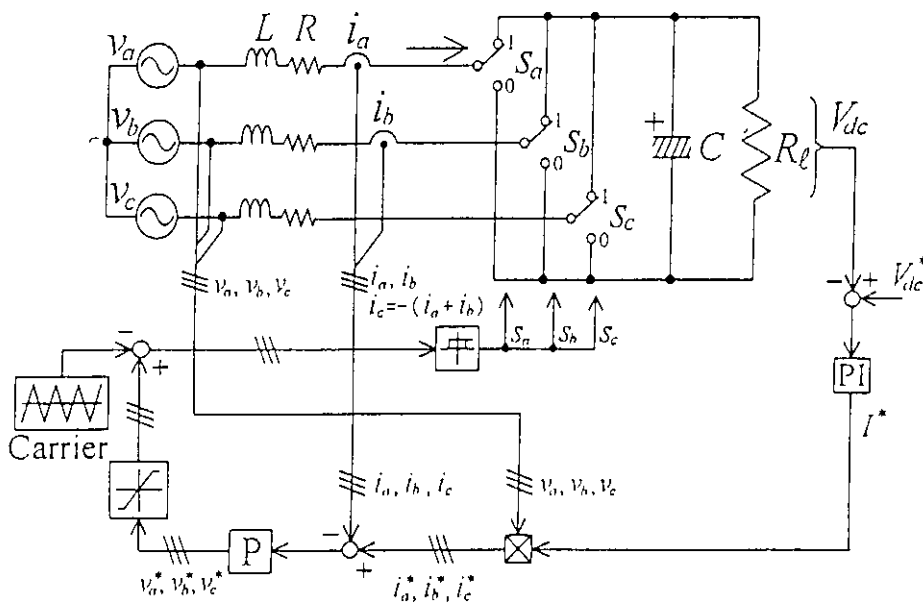 L R i_a
v_a
1
S_a
0
v_b
i_b
1
S_b
0
v_c
1
S_c
0
+
C
R_ℓ
V_dc
v_a, v_b, v_c
i_a, i_b
i_c=-(i_a+i_b)
- +
V_dc*
S_a S_b S_c
-
+
PI
I*
Carrier
i_a, i_b, i_c
v_a, v_b, v_c
P
-
+
v_a*, v_b*, v_c*
i_a*, i_b*, i_c*